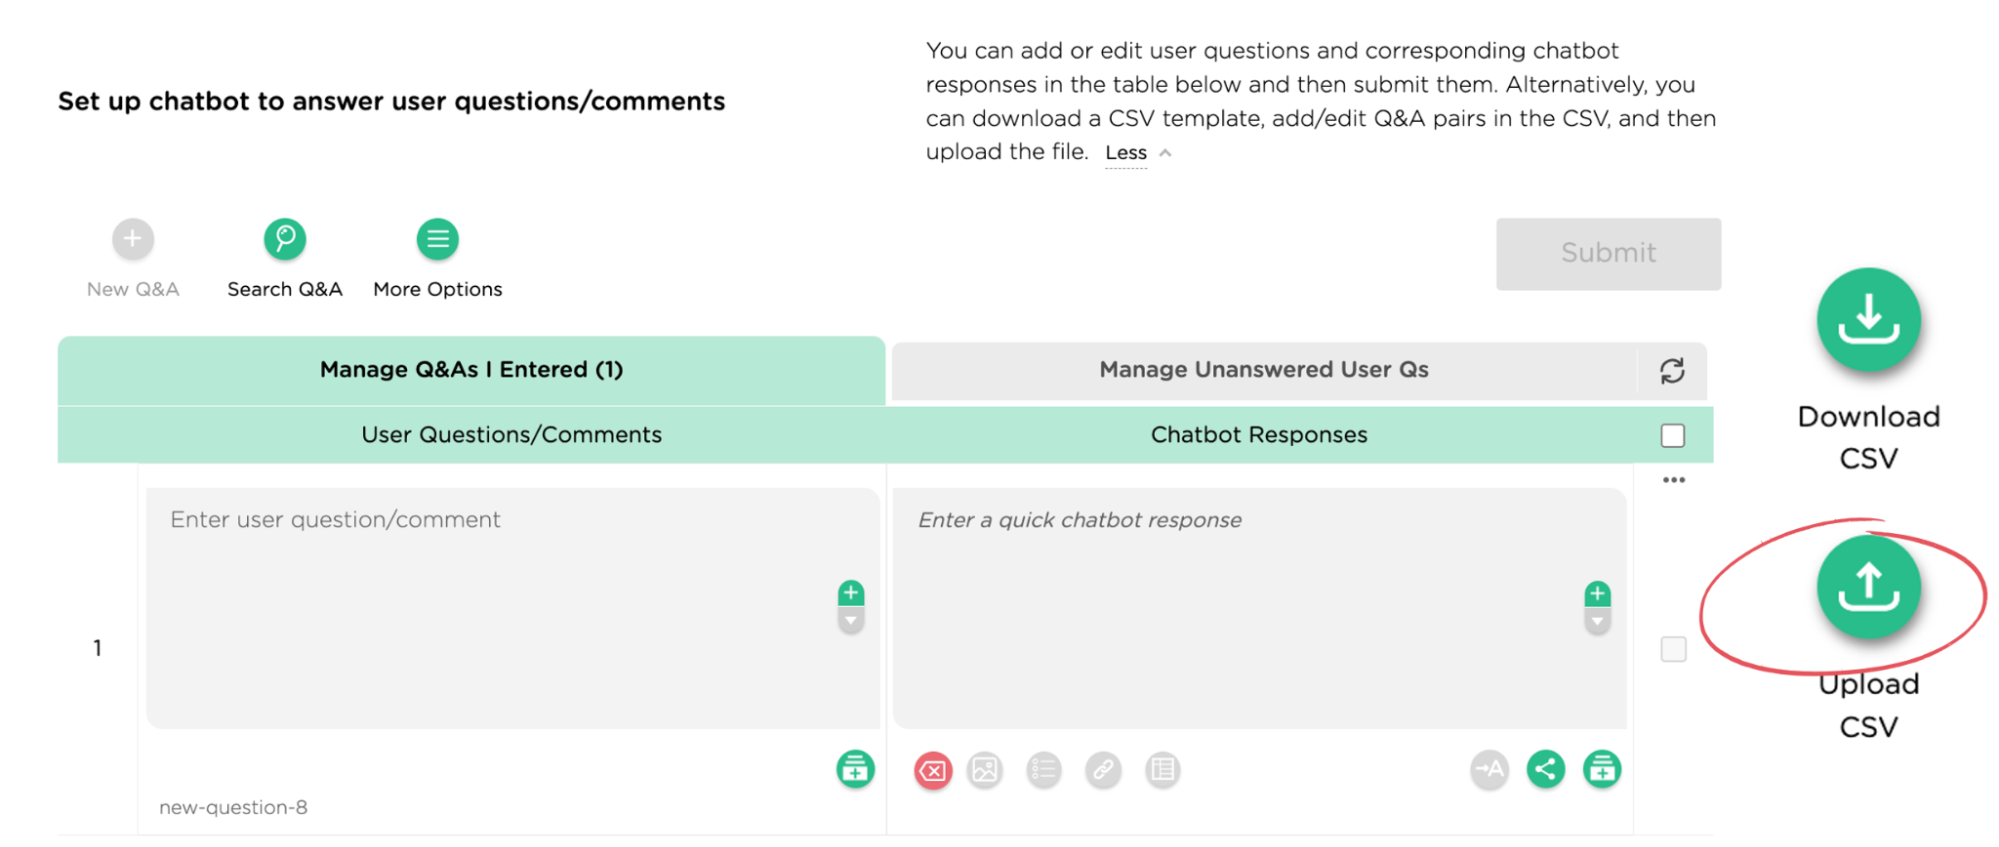 You can add or edit user questions and corresponding chatbot
responses in the table below and then submit them. Alternatively, you
can download a CSV template, add/edit Q&A pairs in the CSV, and then
upload the file. Less
Set up chatbot to answer user questions/comments
New Q&A
Search Q&A
More Options
Submit
Download
CSV
Manage Q&As I Entered (1)
Manage Unanswered User Qs
User Questions/Comments
Chatbot Responses
Enter user question/comment
Enter a quick chatbot response
1
Upload
CSV
new-question-8
→A